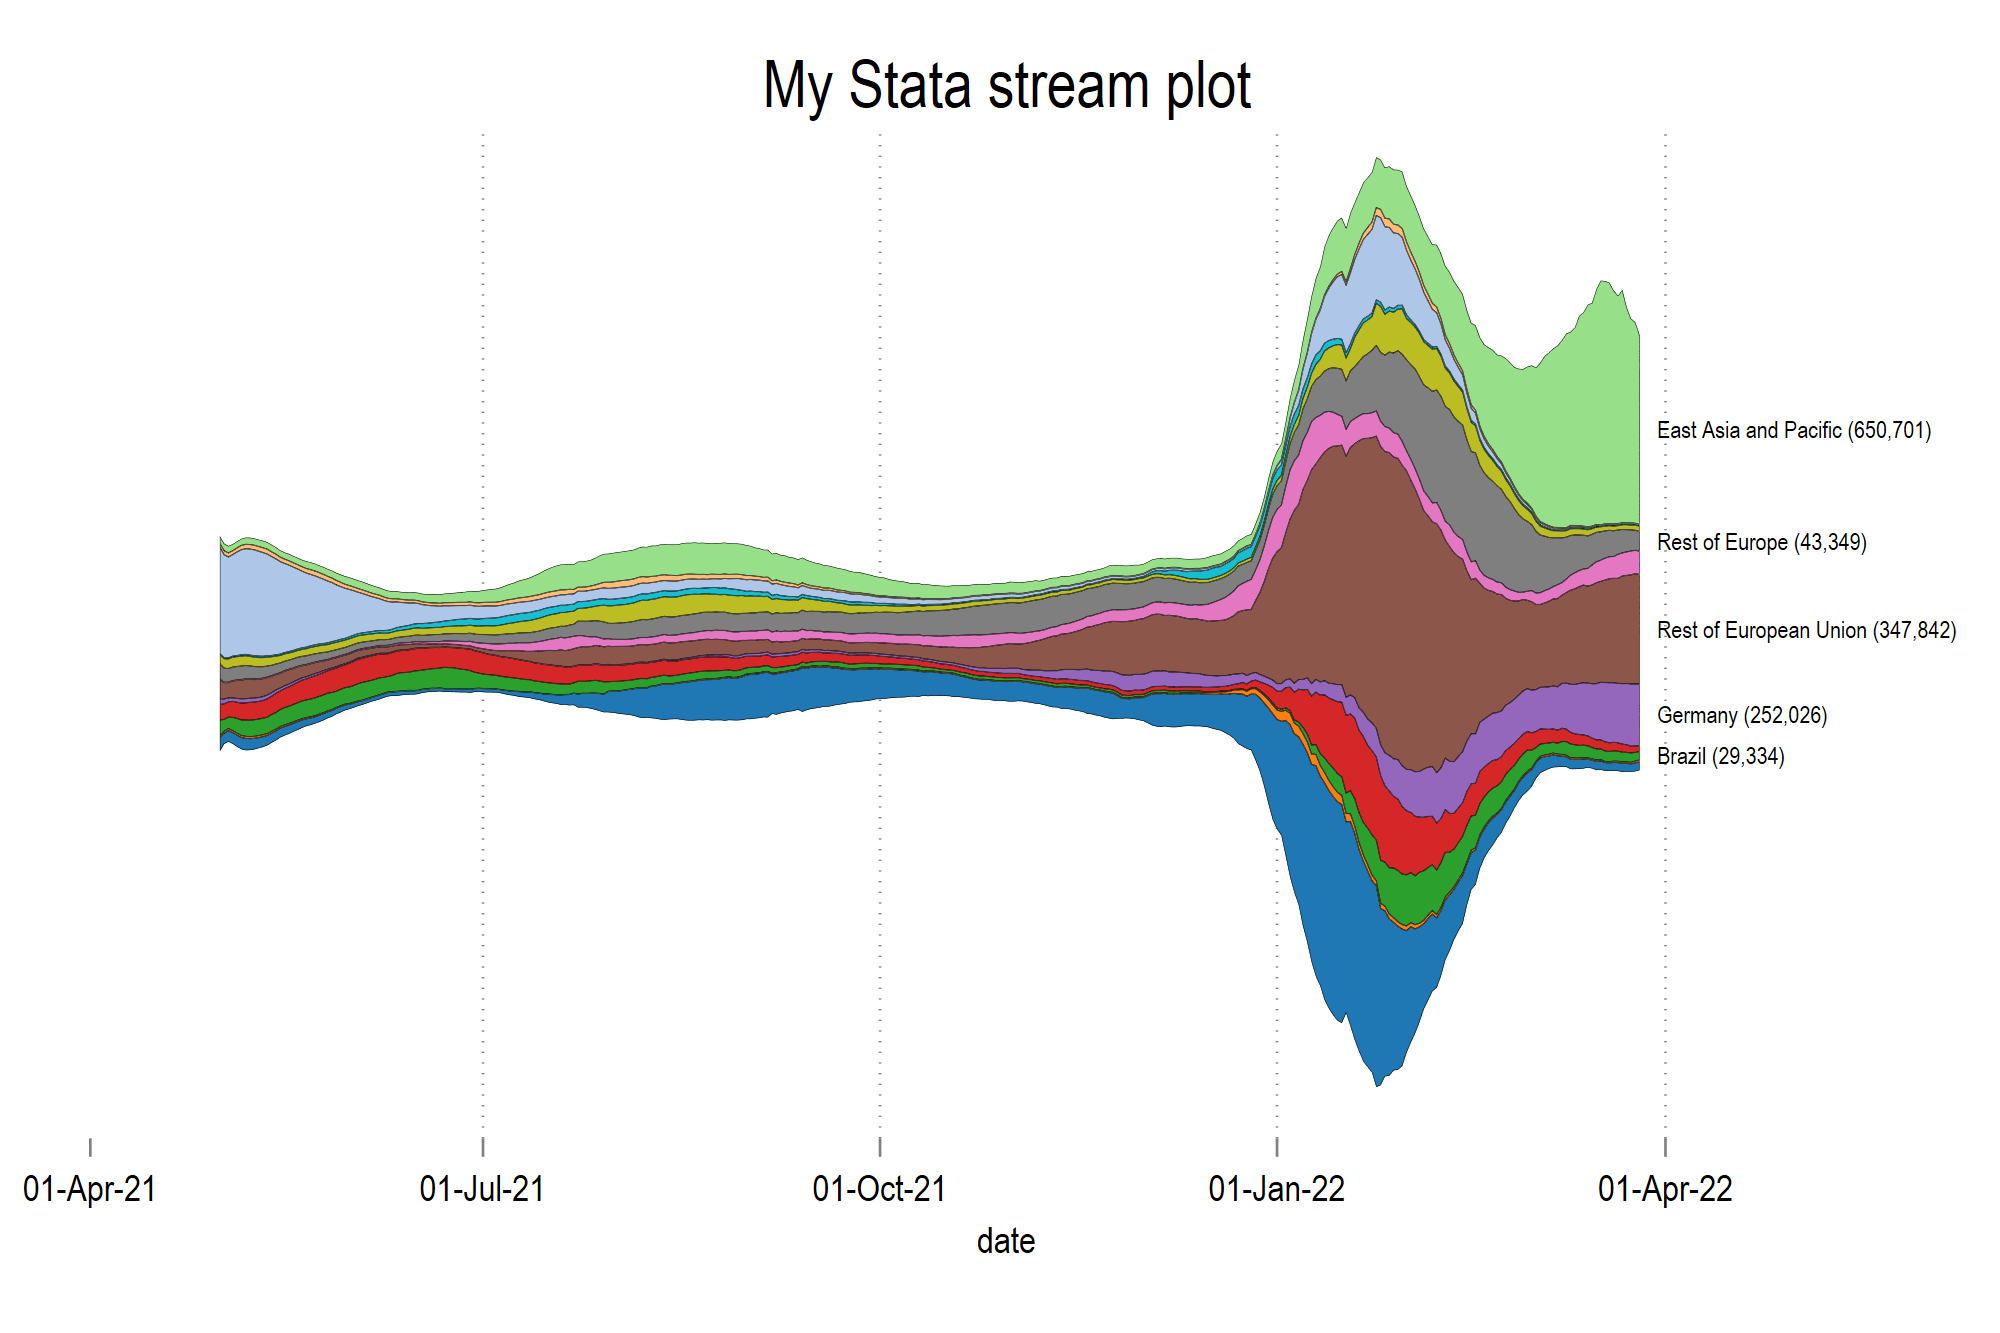 My Stata stream plot
East Asia and Pacific (650,701)
Rest of Europe (43,349)
Rest of European Union (347,842)
Germany (252,026)
Brazil (29,334)
01-Apr-21 01-Jul-21 01-Oct-21 01-Jan-22 01-Apr-22
date